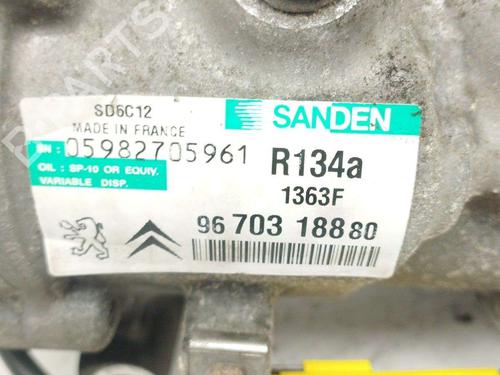 SD6C12
MADE IN FRANCE
SANDEN
SN: 05982705961
OIL : SP-10 OR EQUIV.
VARIABLE DISP.
R134a
1363F
96 703 188 80